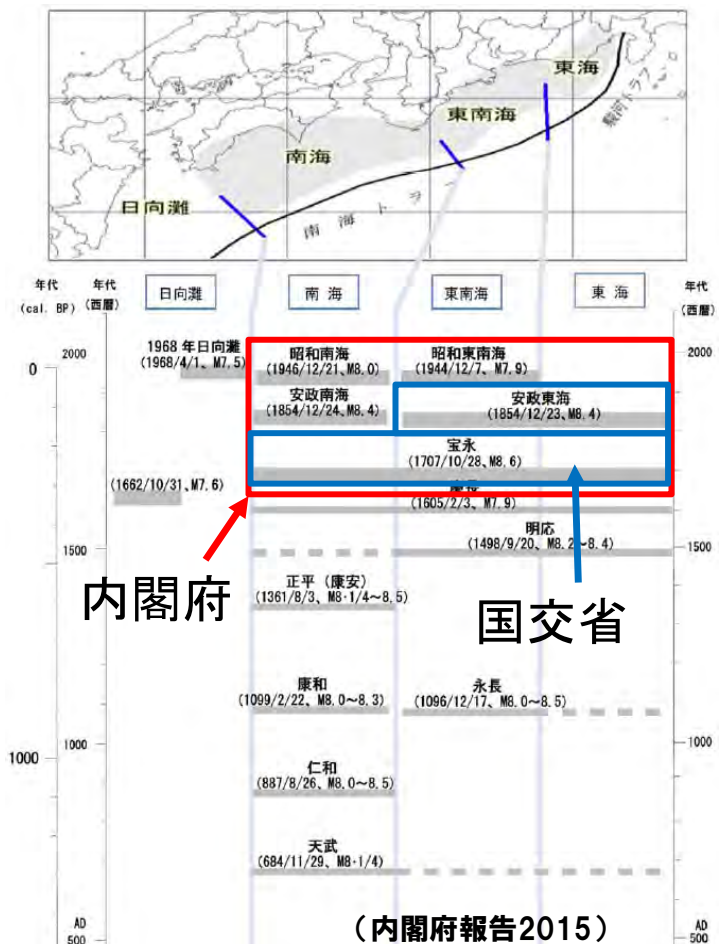 東海
東南海
南海
日向灘
南海トラフ
駿河トラフ
年代
(cal. BP)
年代
(西暦)
日向灘
南海
東南海
東海
年代
(西暦)
0
2000
2000
1968年日向灘
(1968/4/1、M7.5)
昭和南海
(1946/12/21、M8.0)
昭和東南海
(1944/12/7、M7.9)
安政南海
(1854/12/24、M8.4)
安政東海
(1854/12/23、M8.4)
宝永
(1707/10/28、M8.6)
(1662/10/31、M7.6)
(1605/2/3、M7.9)
明応
(1498/9/20、M8.2～8.4)
1500
1500
内閣府
国交省
正平（康安）
(1361/8/3、M8・1/4～8.5)
康和
(1099/2/22、M8.0～8.3)
永長
(1096/12/17、M8.0～8.5)
1000
1000
1000
仁和
(887/8/26、M8.0～8.5)
天武
(684/11/29、M8・1/4)
AD
500
（内閣府報告2015）
AD
500